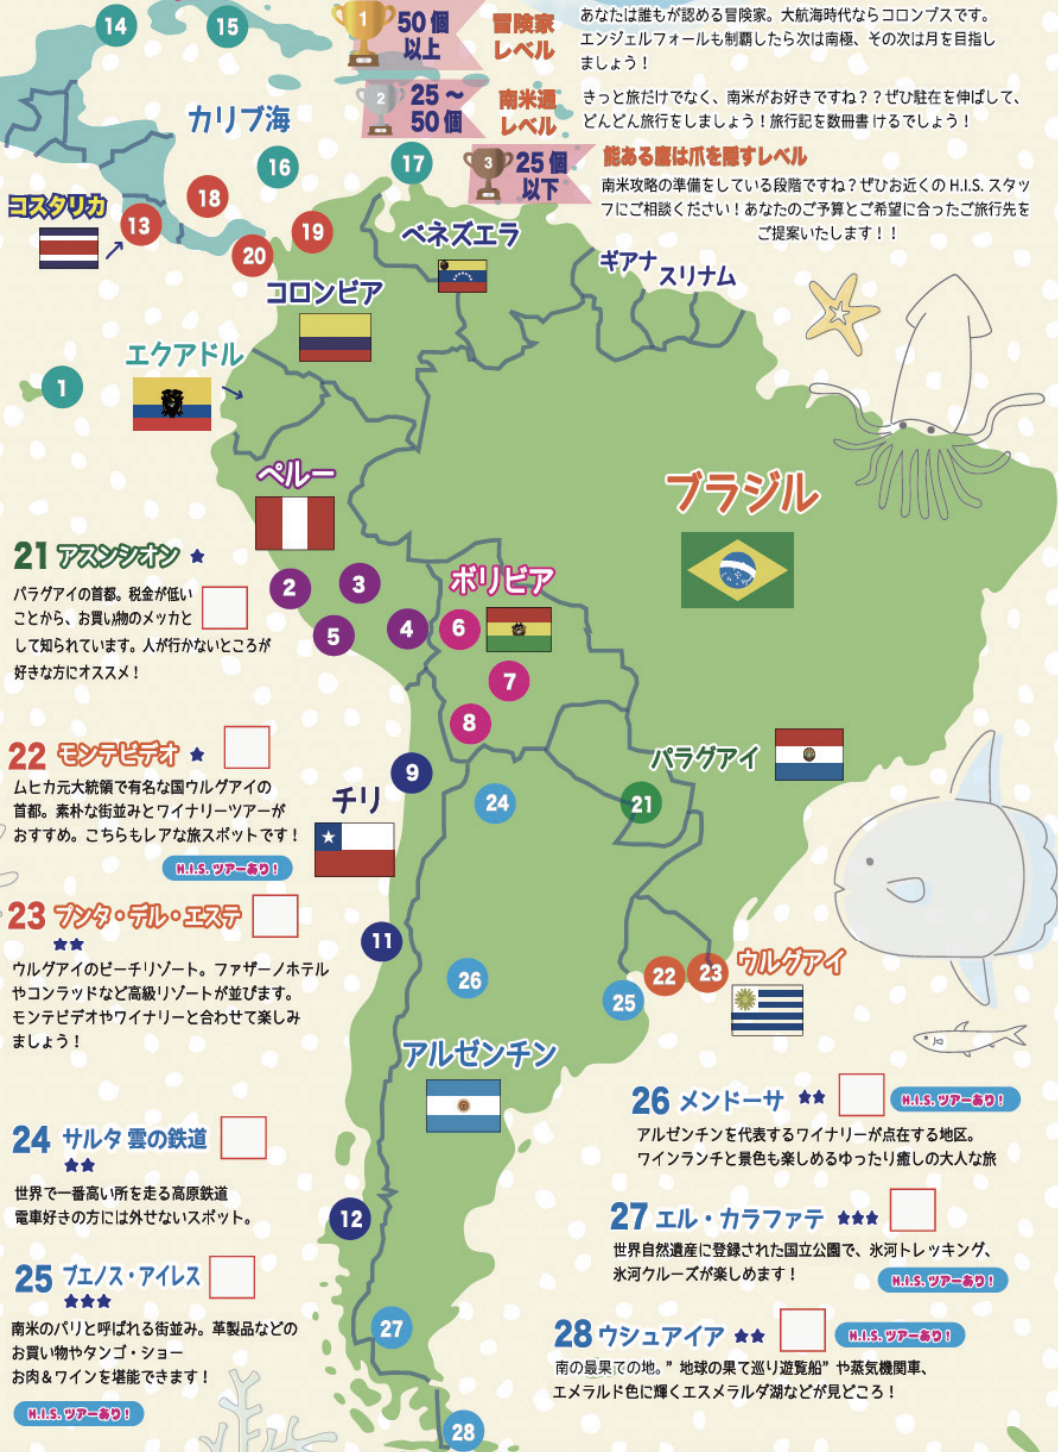 14
15
1
50個
以上
冒険家
レベル
あなたは誰もが認める冒険家。大航海時代ならコロンブスです。
エンジェルフォールも制覇したら次は南極、その次は月を目指し
ましょう！
2
25～
50個
南米通
レベル
きっと旅だけでなく、南米がお好きですね？？ぜひ駐在を伸ばして、
どんどん旅行をしましょう！旅行記を数冊書けるでしょう！
3
25個
以下
能ある鷹は爪を隠すレベル
南米攻略の準備をしている段階ですね？ぜひお近くのH.I.S.スタッ
フにご相談ください！あなたのご予算とご希望に合ったご旅行先を
ご提案いたします！！
カリブ海
16
17
18
コスタリカ
13
19
20
ベネズエラ
ギアナ
スリナム
コロンビア
エクアドル
1
ペルー
ブラジル
2
3
ボリビア
5
4
6
7
8
9
チリ
パラグアイ
24
21
11
26
25
22
23
ウルグアイ
アルゼンチン
12
27
28
21 アスンシオン ★
パラグアイの首都。税金が低い
ことから、お買い物のメッカと
して知られています。人が行かないところが
好きな方にオススメ！
22 モンテビデオ ★
ムヒカ元大統領で有名な国ウルグアイの
首都。素朴な街並みとワイナリーツアーが
おすすめ。こちらもレアな旅スポットです！
H.I.S.ツアーあり！
23 プンタ・デル・エステ
★★
ウルグアイのビーチリゾート。ファザーノホテル
やコンラッドなど高級リゾートが並びます。
モンテビデオやワイナリーと合わせて楽しみ
ましょう！
24 サルタ 雲の鉄道
★★
世界で一番高い所を走る高原鉄道
電車好きの方には外せないスポット。
25 ブエノス・アイレス
★★★
南米のパリと呼ばれる街並み。革製品などの
お買い物やタンゴ・ショー
お肉＆ワインを堪能できます！
H.I.S.ツアーあり！
26 メンドーサ ★★ H.I.S.ツアーあり！
アルゼンチンを代表するワイナリーが点在する地区。
ワインランチと景色も楽しめるゆったり癒しの大人な旅
27 エル・カラファテ ★★★
世界自然遺産に登録された国立公園で、氷河トレッキング、
氷河クルーズが楽しめます！
H.I.S.ツアーあり！
28 ウシュアイア ★★ H.I.S.ツアーあり！
南の最果ての地。”地球の果て巡り遊覧船”や蒸気機関車、
エメラルド色に輝くエスメラルダ湖などが見どころ！